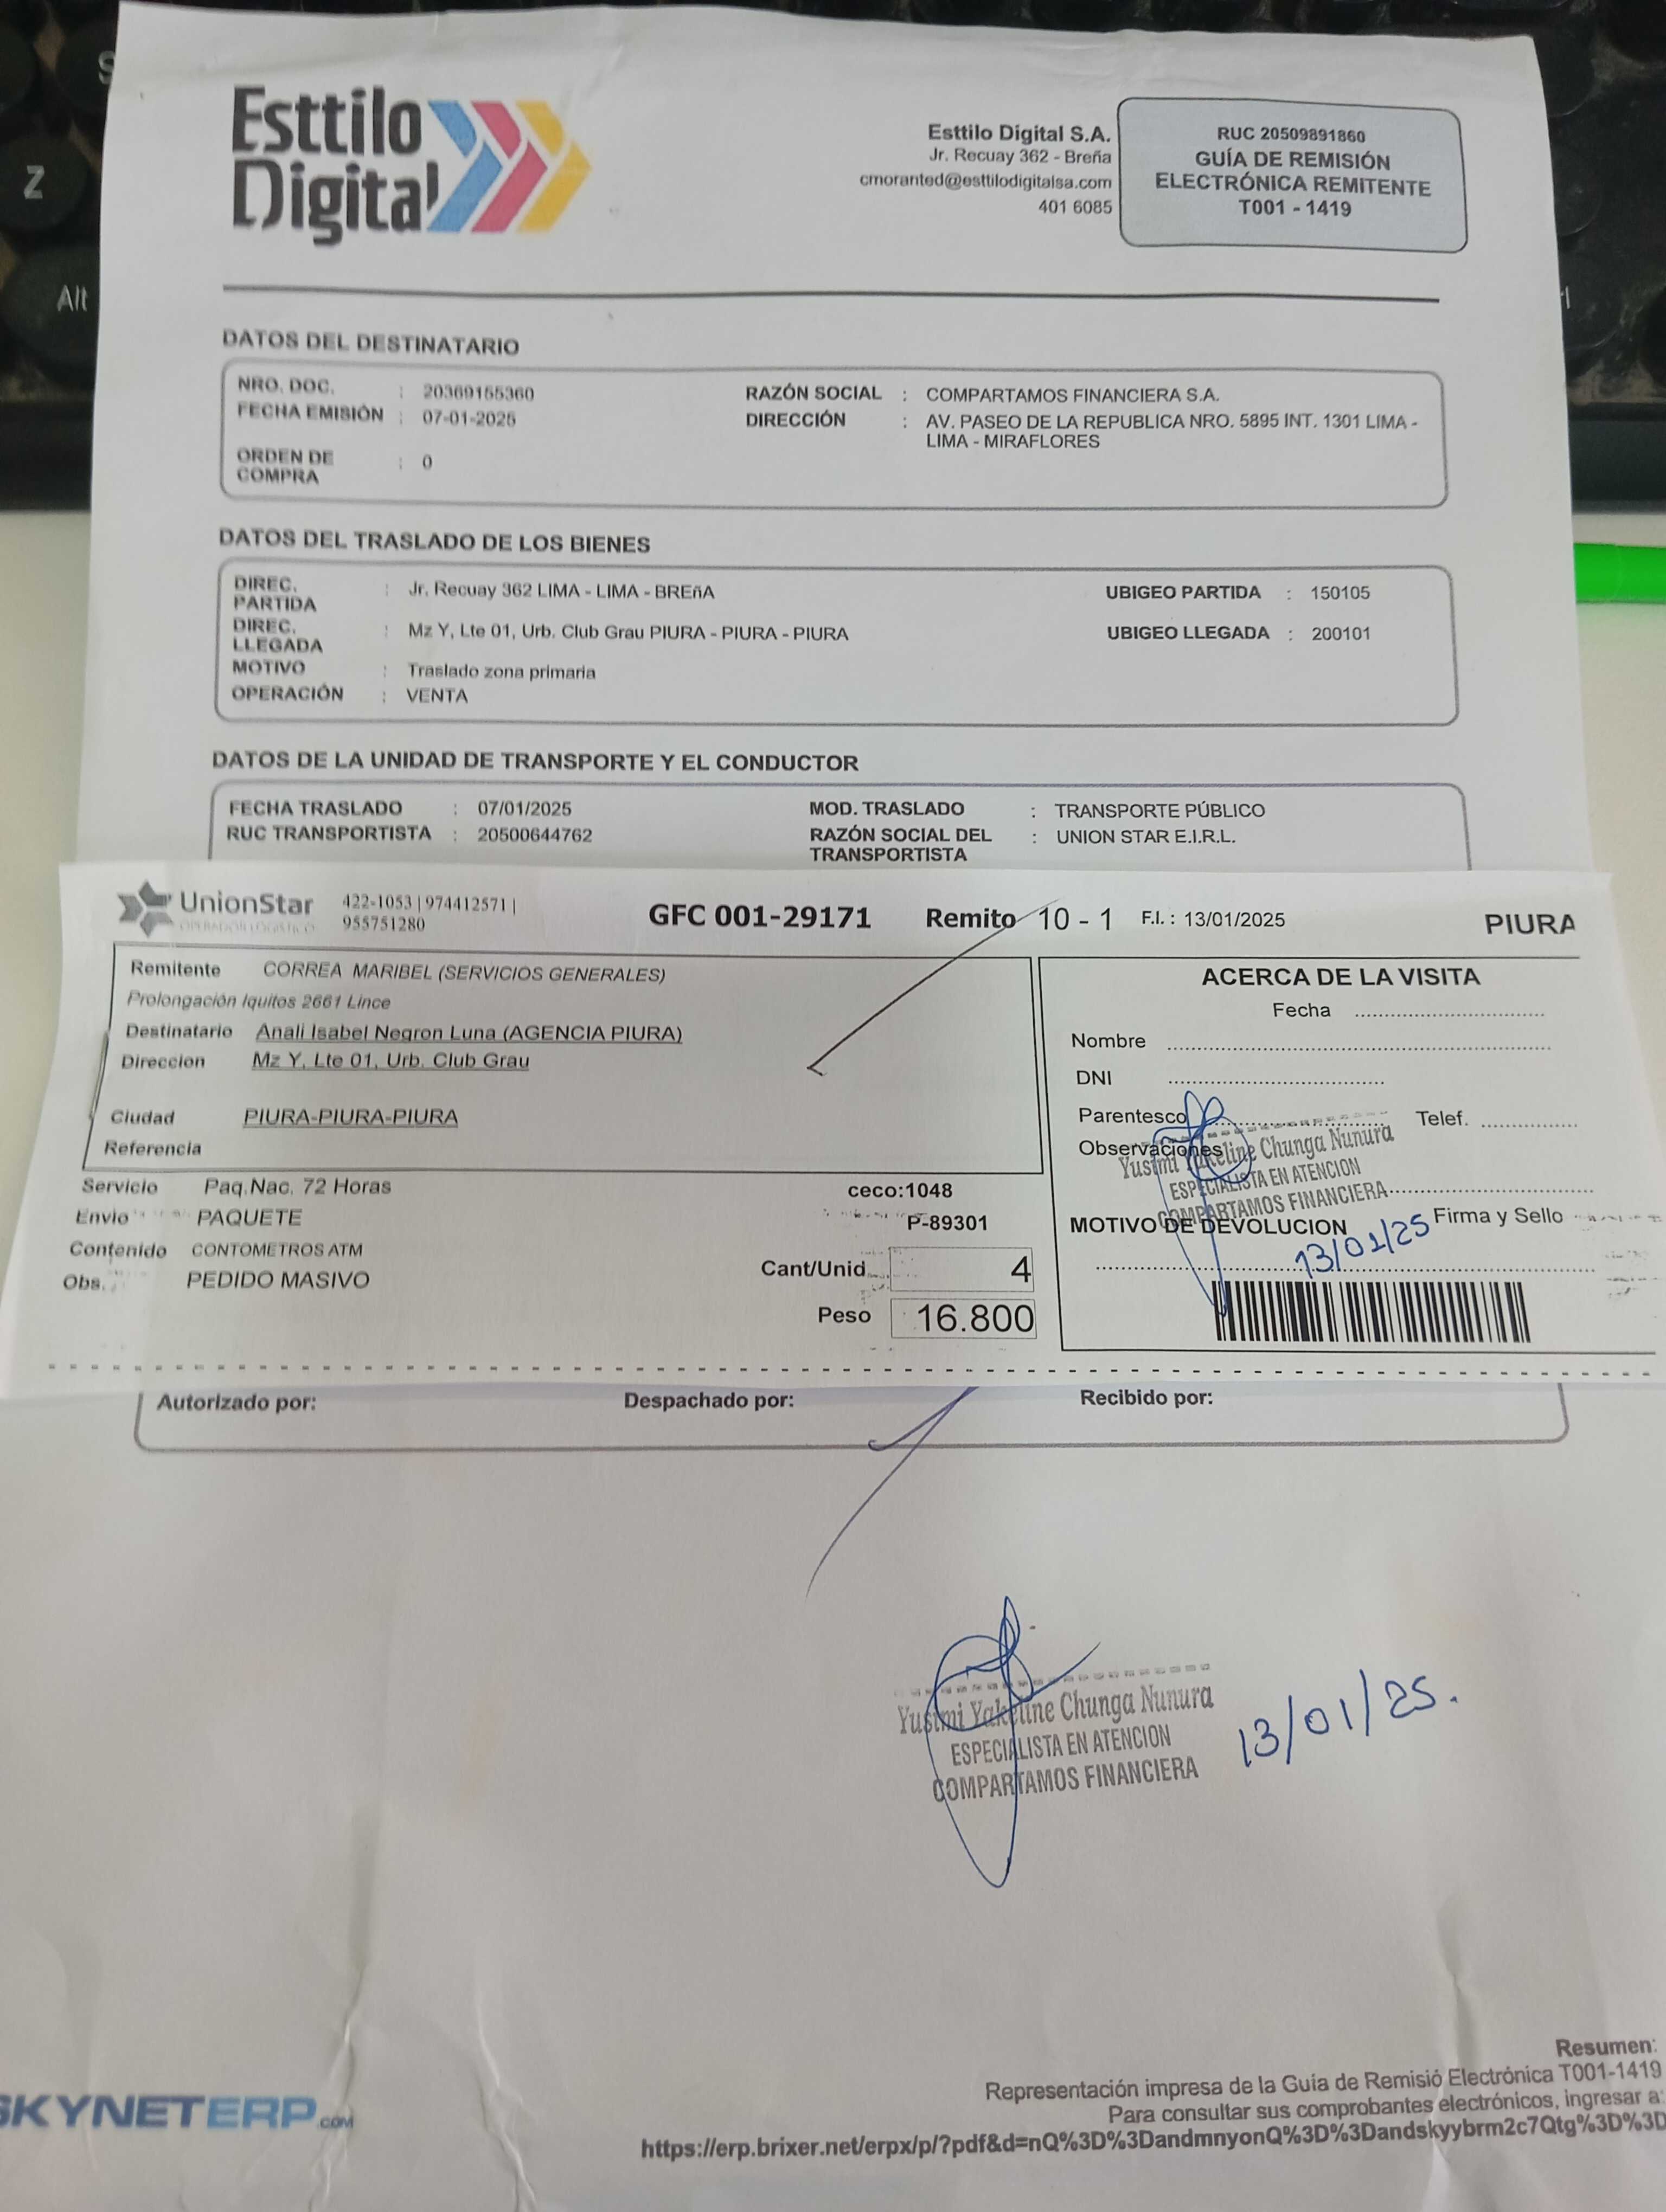 Esttilo
Digital
Esttilo Digital S.A.
Jr. Recuay 362 - Breña
cmoranted@esttilodigitalsa.com
401 6085
RUC 20509891860
GUÍA DE REMISIÓN
ELECTRÓNICA REMITENTE
T001 - 1419
Z
Alt
DATOS DEL DESTINATARIO
NRO. DOC. : 20369155360
FECHA EMISIÓN : 07-01-2025
ORDEN DE COMPRA : 0
RAZÓN SOCIAL : COMPARTAMOS FINANCIERA S.A.
DIRECCIÓN : AV. PASEO DE LA REPUBLICA NRO. 5895 INT. 1301 LIMA -
LIMA - MIRAFLORES
DATOS DEL TRASLADO DE LOS BIENES
DIREC. PARTIDA : Jr. Recuay 362 LIMA - LIMA - BREñA
UBIGEO PARTIDA : 150105
DIREC. LLEGADA : Mz Y, Lte 01, Urb. Club Grau PIURA - PIURA - PIURA
UBIGEO LLEGADA : 200101
MOTIVO : Traslado zona primaria
OPERACIÓN : VENTA
DATOS DE LA UNIDAD DE TRANSPORTE Y EL CONDUCTOR
FECHA TRASLADO : 07/01/2025
MOD. TRASLADO : TRANSPORTE PÚBLICO
RUC TRANSPORTISTA : 20500644762
RAZÓN SOCIAL DEL TRANSPORTISTA : UNION STAR E.I.R.L.
UnionStar
OPERADOR LOGISTICO
422-1053 | 974412571 |
955751280
GFC 001-29171 Remito 10 - 1 F.I. : 13/01/2025 PIURA
Remitente CORREA MARIBEL (SERVICIOS GENERALES)
Prolongación Iquitos 2661 Lince
Destinatario Anali Isabel Negron Luna (AGENCIA PIURA)
Direccion Mz Y, Lte 01, Urb. Club Grau
Ciudad PIURA-PIURA-PIURA
Referencia
Servicio Paq.Nac. 72 Horas
Envio PAQUETE
Contenido CONTOMETROS ATM
Obs. PEDIDO MASIVO
ceco:1048
P-89301
Cant/Unid 4
Peso 16.800
ACERCA DE LA VISITA
Fecha
Nombre
DNI
Parentesco Telef.
Observaciones
Yusimi Yakeline Chunga Nunura
ESPECIALISTA EN ATENCION
COMPARTAMOS FINANCIERA
MOTIVO DE DEVOLUCION Firma y Sello
13/01/25
Autorizado por: Despachado por: Recibido por:
Yusimi Yakeline Chunga Nunura
ESPECIALISTA EN ATENCION
COMPARTAMOS FINANCIERA
13/01/25.
SKYNETERP.COM
Resumen:
Representación impresa de la Guía de Remisió Electrónica T001-1419
Para consultar sus comprobantes electrónicos, ingresar a:
https://erp.brixer.net/erpx/p/?pdf&d=nQ%3D%3DandmnyonQ%3D%3Dandskyybrm2c7Qtg%3D%3D